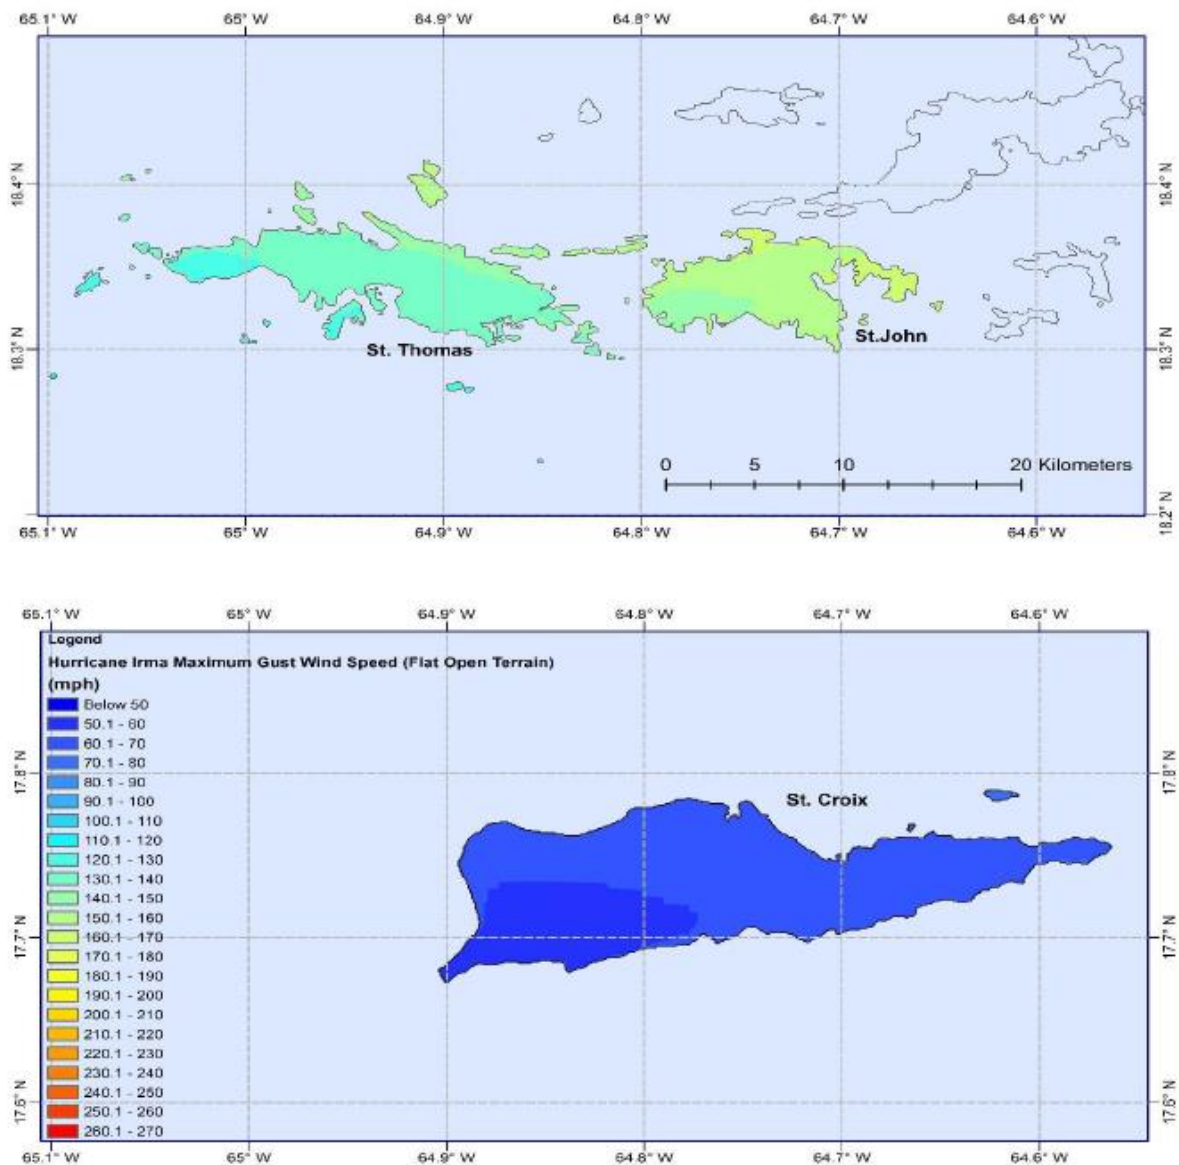 65.1° W 65° W 64.9° W 64.8° W 64.7° W 64.6° W
18.4° N 18.4° N
18.3° N 18.3° N
St. Thomas
St.John
0 5 10 20 Kilometers
18.2° N
65.1° W 65° W 64.9° W 64.8° W 64.7° W 64.6° W
65.1° W 65° W 64.9° W 64.8° W 64.7° W 64.6° W
Legend
Hurricane Irma Maximum Gust Wind Speed (Flat Open Terrain)
(mph)
Below 50
50.1 - 60
60.1 - 70
70.1 - 80
80.1 - 90
90.1 - 100
100.1 - 110
110.1 - 120
120.1 - 130
130.1 - 140
140.1 - 150
150.1 - 160
160.1 - 170
170.1 - 180
180.1 - 190
190.1 - 200
200.1 - 210
210.1 - 220
220.1 - 230
230.1 - 240
240.1 - 250
250.1 - 260
260.1 - 270
17.8° N 17.8° N
St. Croix
17.7° N 17.7° N
17.6° N 17.6° N
65.1° W 65° W 64.9° W 64.8° W 64.7° W 64.6° W